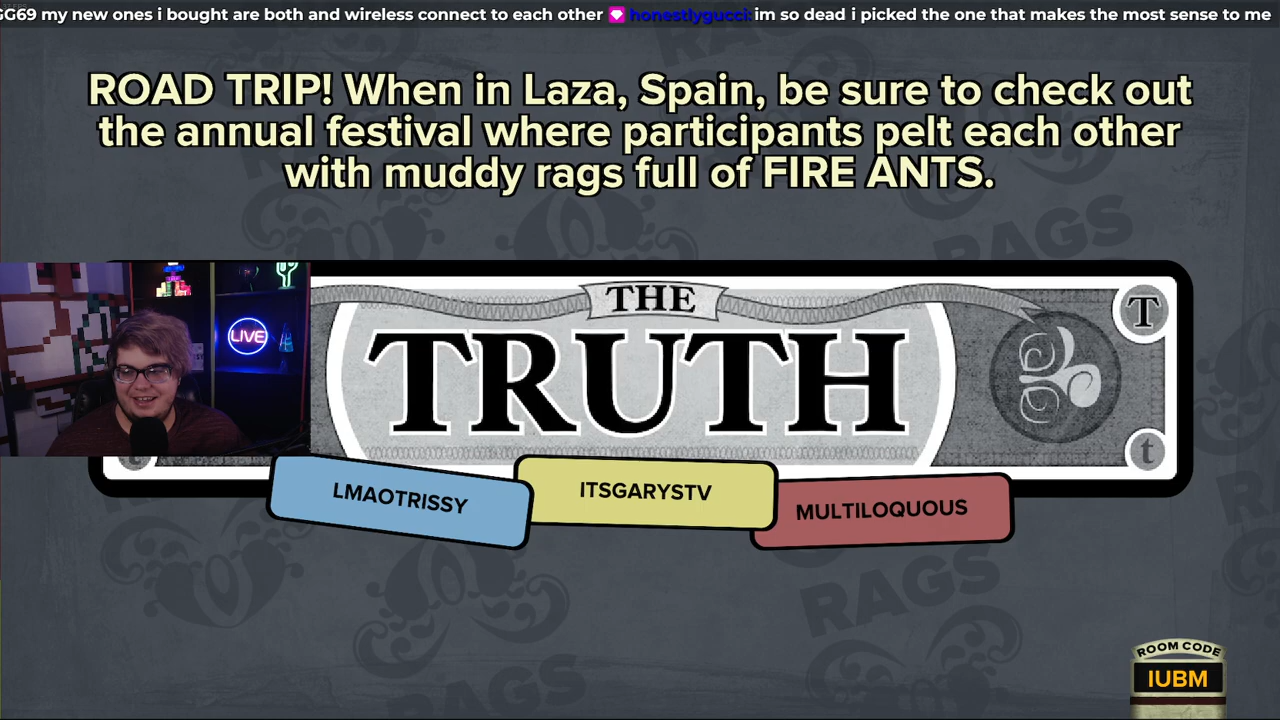 GG69 my new ones i bought are both and wireless connect to each other honestlygucci: im so dead i picked the one that makes the most sense to me
ROAD TRIP! When in Laza, Spain, be sure to check out
the annual festival where participants pelt each other
with muddy rags full of FIRE ANTS.
RAGS
LIVE
THE
TRUTH
T
t
LMAOTRISSY
ITSGARYSTV
MULTILOQUOUS
RAGS
RAGS
ROOM CODE
IUBM